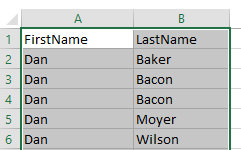 A B
1 FirstName LastName
2 Dan Baker
3 Dan Bacon
4 Dan Bacon
5 Dan Moyer
6 Dan Wilson